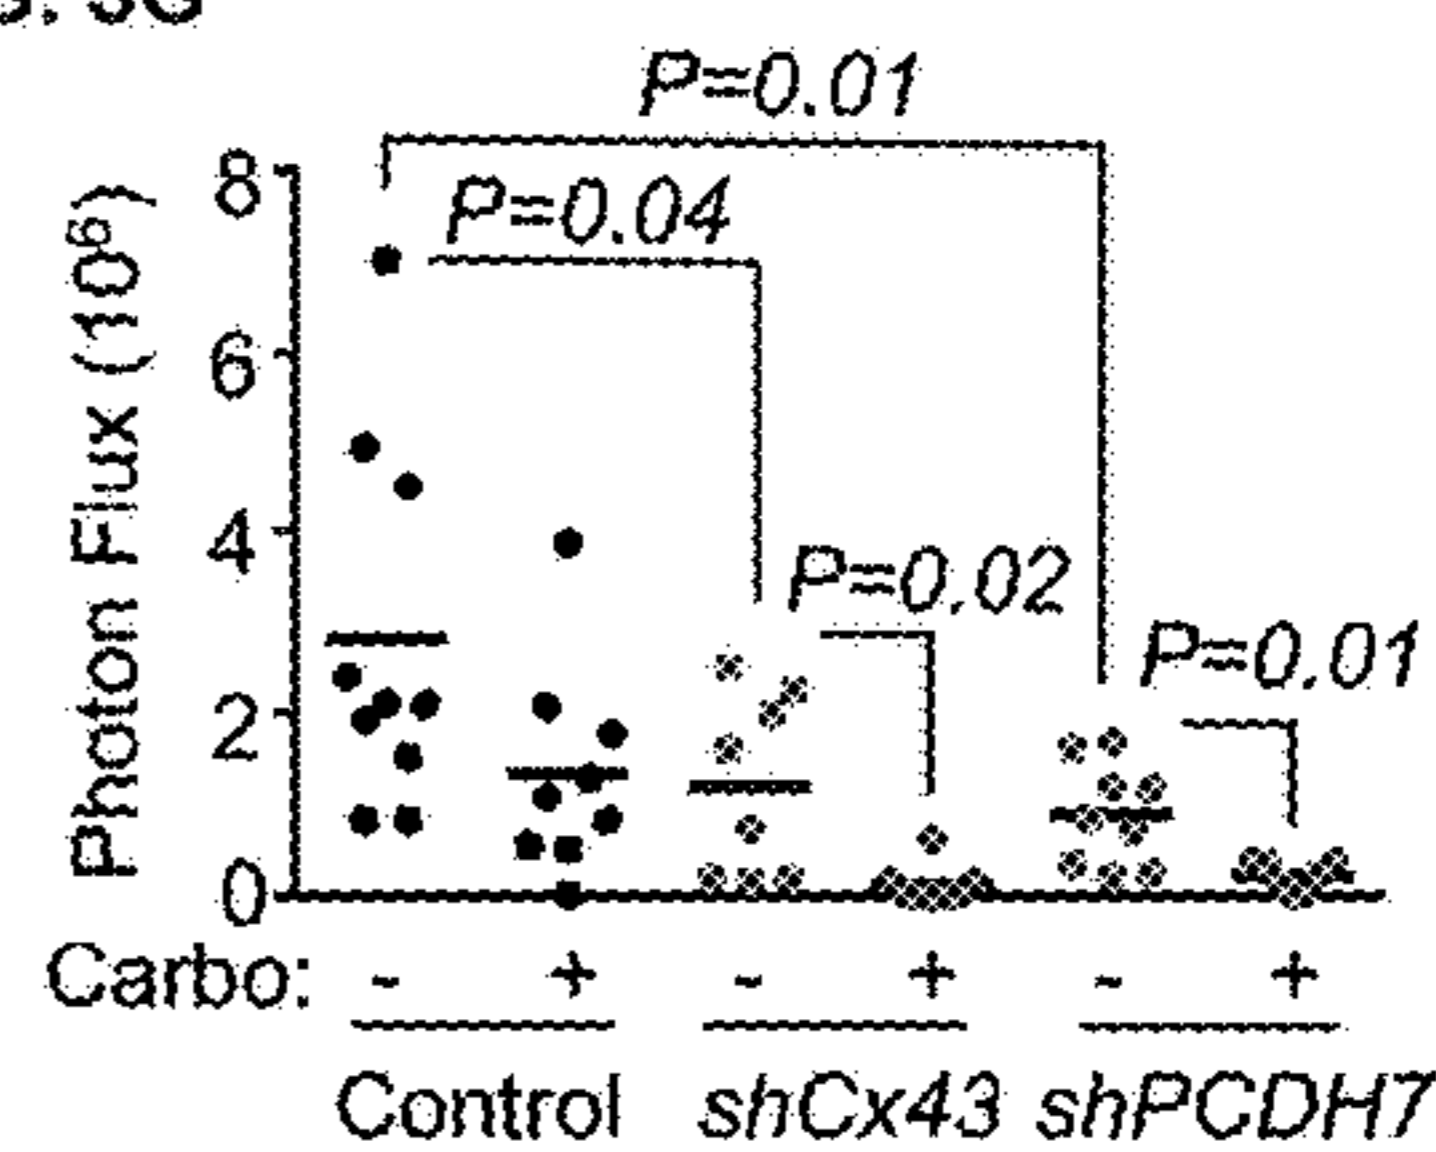 P=0.01
P=0.04
8
6
4
2
0
Photon Flux (10⁶)
P=0.02
P=0.01
Carbo: - + - + - +
Control shCx43 shPCDH7